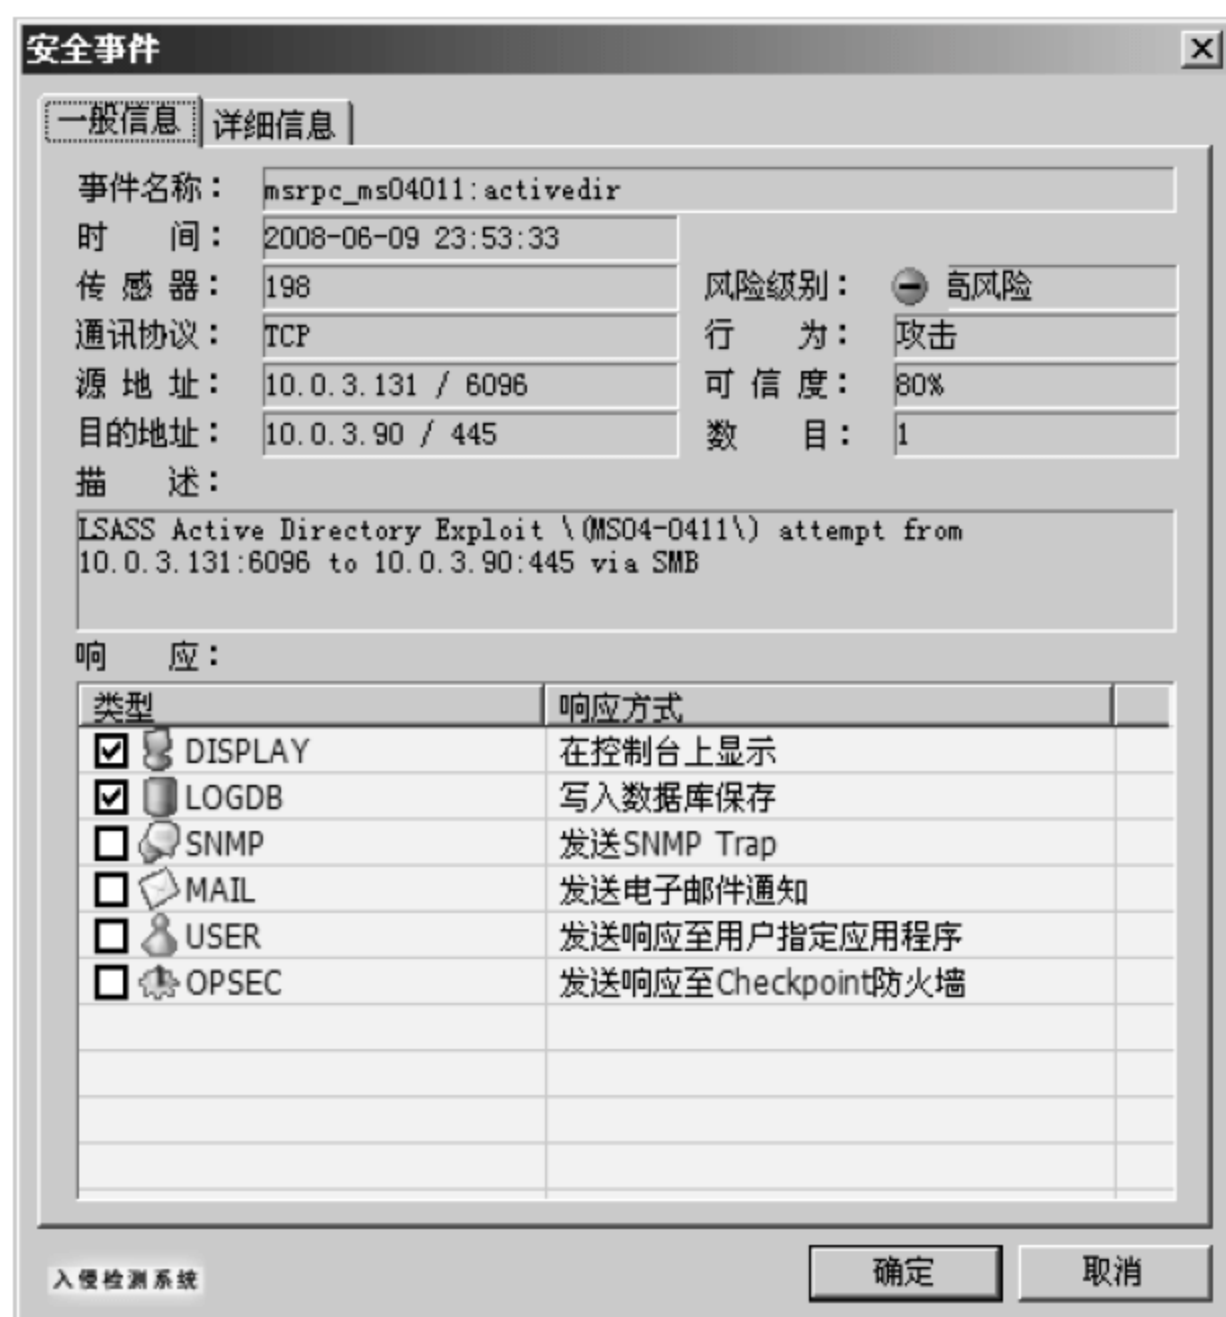 安全事件
一般信息 详细信息
事件名称： msrpc_ms04011:activedir
时 间： 2008-06-09 23:53:33
传 感 器： 198 风险级别： 高风险
通讯协议： TCP 行 为： 攻击
源 地 址： 10.0.3.131 / 6096 可 信 度： 80%
目的地址： 10.0.3.90 / 445 数 目： 1
描 述：
LSASS Active Directory Exploit \(MS04-0411\) attempt from
10.0.3.131:6096 to 10.0.3.90:445 via SMB
响 应：
类型 响应方式
DISPLAY 在控制台上显示
LOGDB 写入数据库保存
SNMP 发送SNMP Trap
MAIL 发送电子邮件通知
USER 发送响应至用户指定应用程序
OPSEC 发送响应至Checkpoint防火墙
入侵检测系统 确定 取消